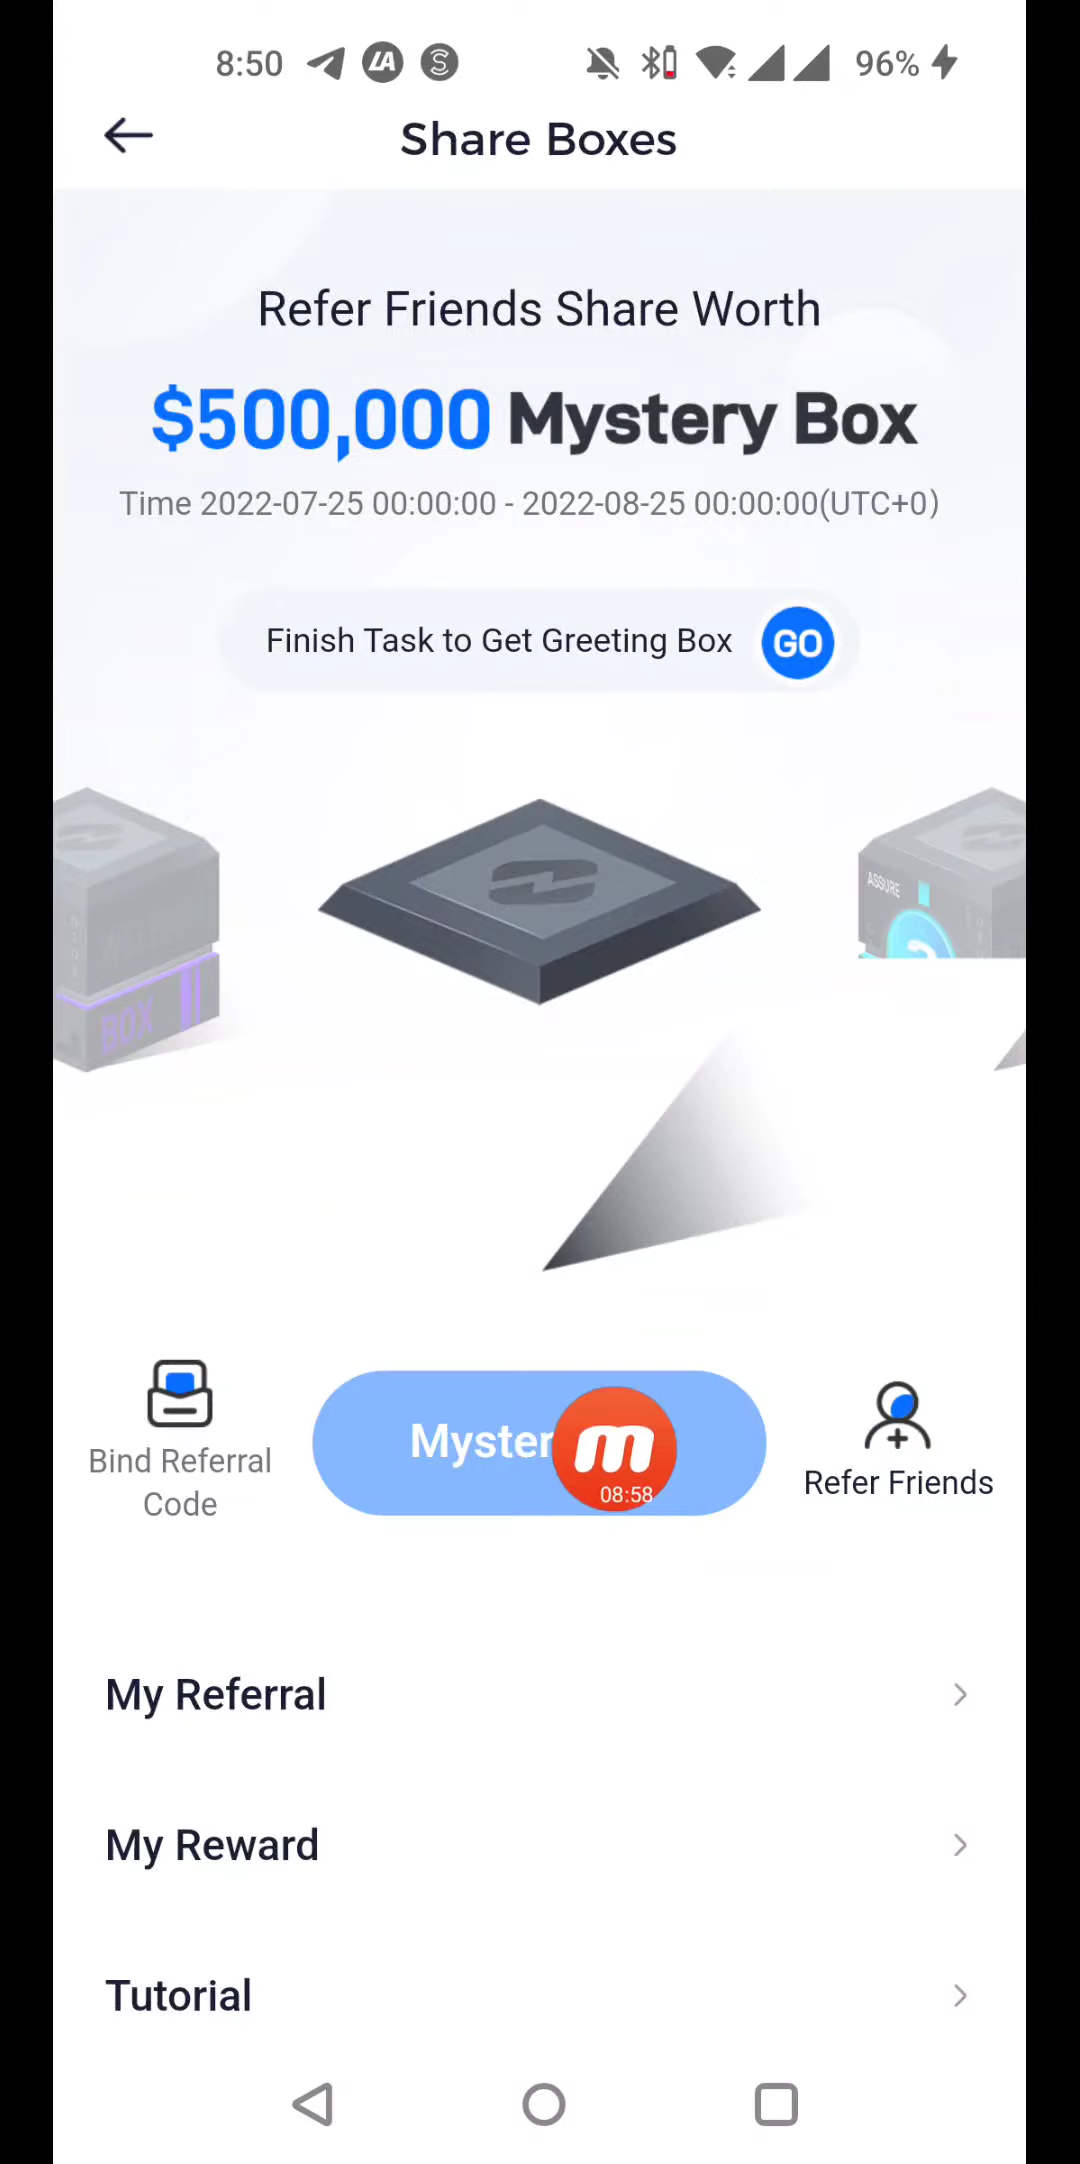 8:50 96%
Share Boxes
Refer Friends Share Worth
$500,000 Mystery Box
Time 2022-07-25 00:00:00 - 2022-08-25 00:00:00(UTC+0)
Finish Task to Get Greeting Box GO
ASSURE
BOX
Bind Referral
Code
Myster
08:58
Refer Friends
My Referral
My Reward
Tutorial